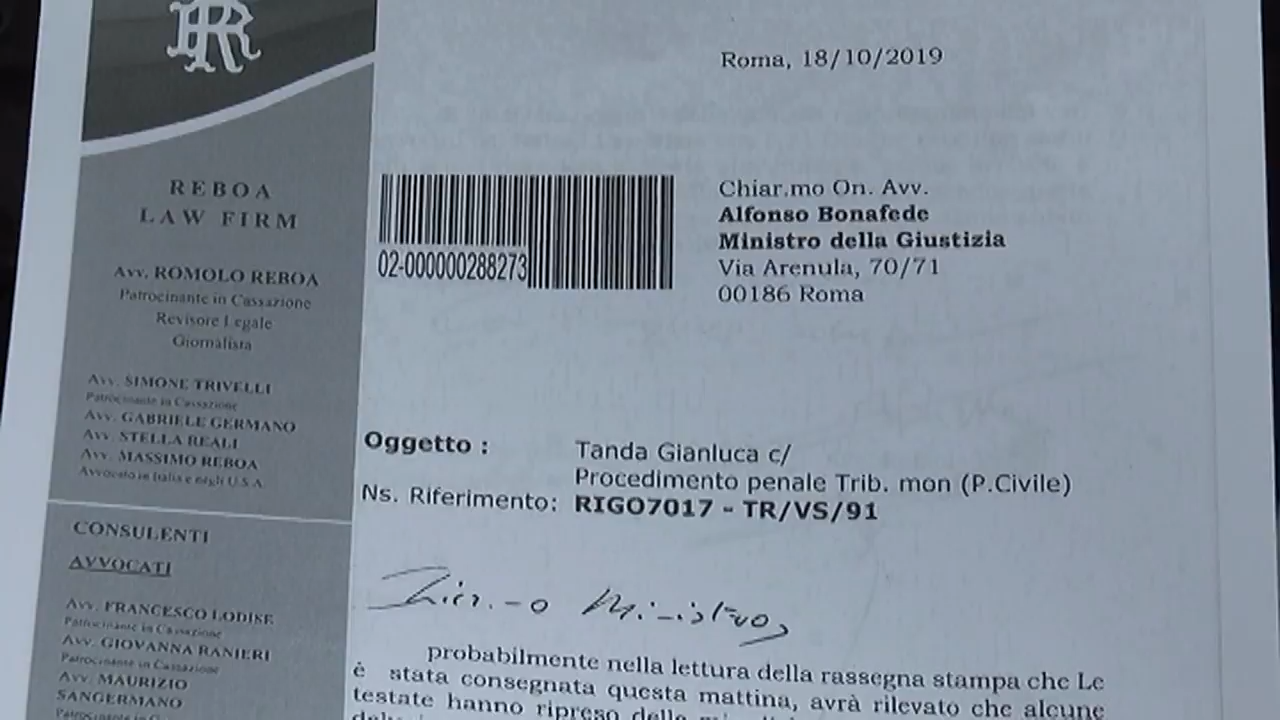 RR
Roma, 18/10/2019
REBOA
LAW FIRM
Avv. ROMOLO REBOA
Patrocinante in Cassazione
Revisore Legale
Giornalista
Avv. SIMONE TRIVELLI
Patrocinante in Cassazione
Avv. GABRIELE GERMANO
Avv. STELLA REALI
Avv. MASSIMO REBOA
Avvocato in Italia e negli U.S.A.
CONSULENTI
AVVOCATI
Avv. FRANCESCO LODISE
Patrocinante in Cassazione
Avv. GIOVANNA RANIERI
Patrocinante in Cassazione
Avv. MAURIZIO
SANGERMANO
02-000000288273
Chiar.mo On. Avv.
Alfonso Bonafede
Ministro della Giustizia
Via Arenula, 70/71
00186 Roma
Oggetto : Tanda Gianluca c/
Procedimento penale Trib. mon (P.Civile)
Ns. Riferimento: RIGO7017 - TR/VS/91
Ministro,
probabilmente nella lettura della rassegna stampa che Le
è stata consegnata questa mattina, avrà rilevato che alcune
testate hanno ripreso